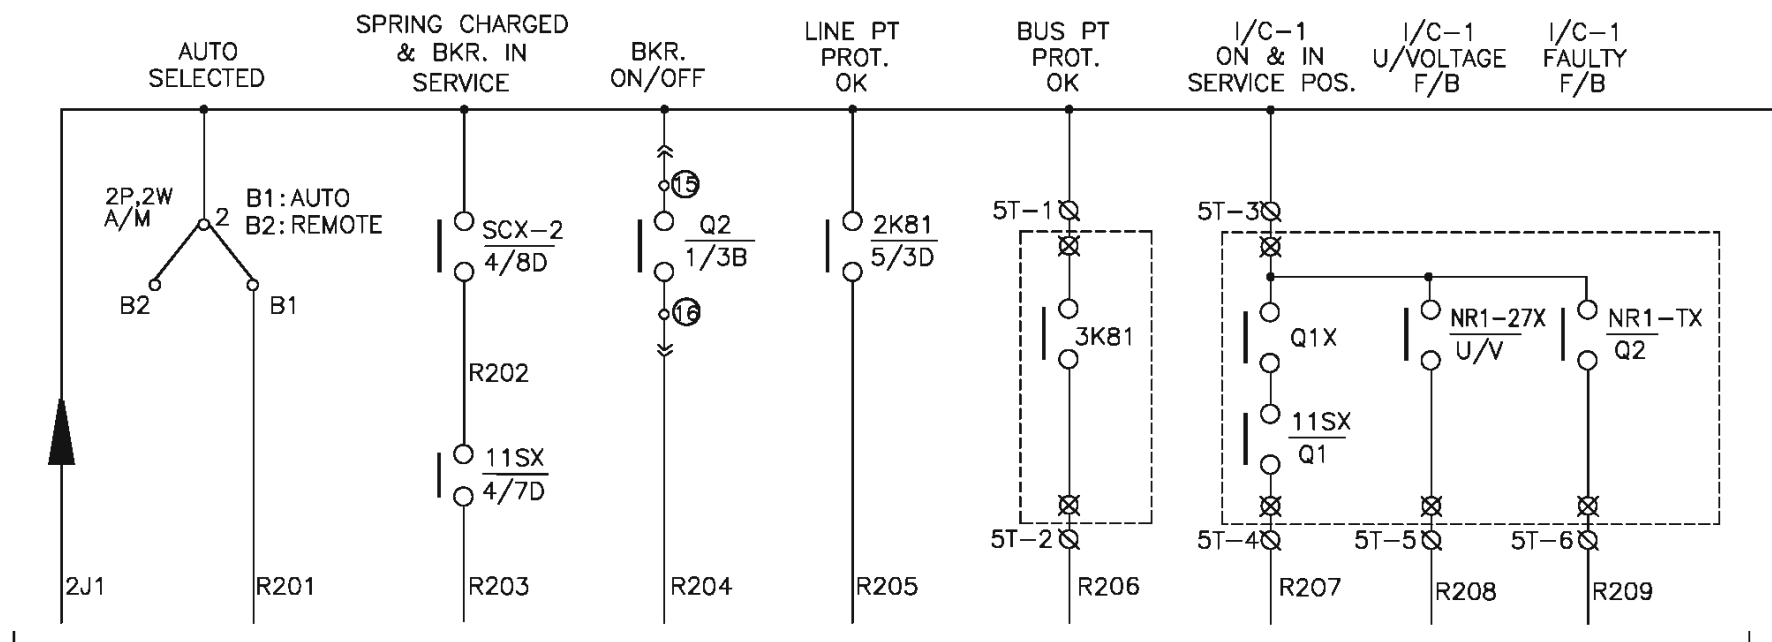 AUTO
SELECTED
SPRING CHARGED
& BKR. IN
SERVICE
BKR.
ON/OFF
LINE PT
PROT.
OK
BUS PT
PROT.
OK
I/C-1
ON & IN
SERVICE POS.
I/C-1
U/VOLTAGE
F/B
I/C-1
FAULTY
F/B
2P,2W
A/M
2
B1:AUTO
B2:REMOTE
B2
B1
SCX-2
4/8D
R202
11SX
4/7D
15
Q2
1/3B
16
2K81
5/3D
5T-1
3K81
5T-2
5T-3
Q1X
11SX
Q1
5T-4
NR1-27X
U/V
5T-5
NR1-TX
Q2
5T-6
2J1
R201
R203
R204
R205
R206
R207
R208
R209